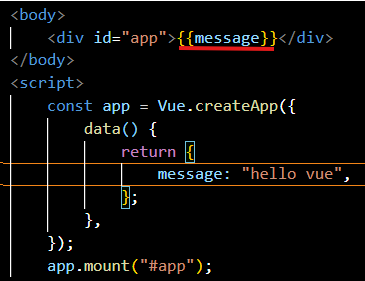 <body>
<div id="app">{{message}}</div>
</body>
<script>
const app = Vue.createApp({
data() {
return {
message: "hello vue",
};
},
});
app.mount("#app");